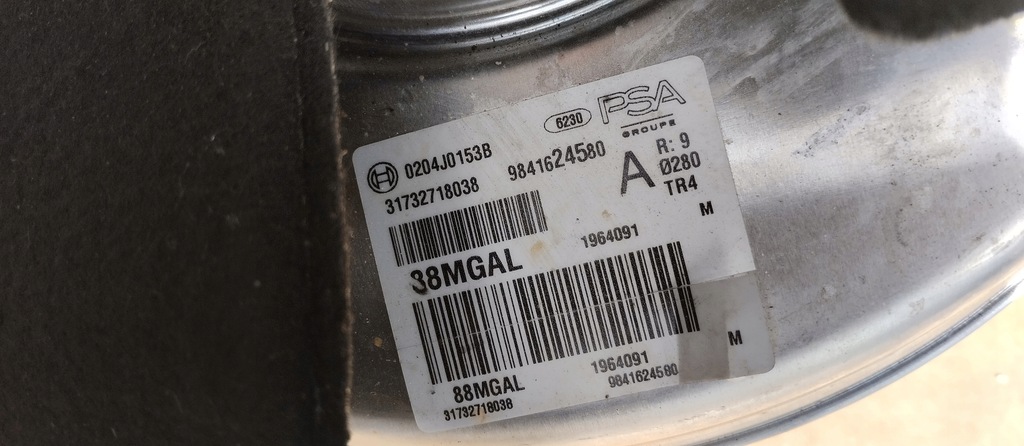 6230 PSA
GROUPE
0204J0153B
31732718038 9841624580
A
R: 9
Ø280
TR4
M
38MGAL 1964091
M
88MGAL 1964091
31732718038 9841624580